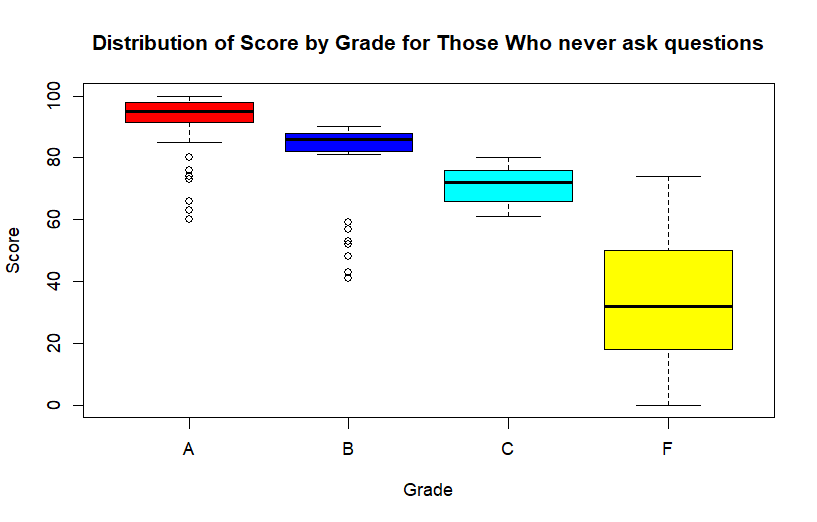 Distribution of Score by Grade for Those Who never ask questions
100
80
60
40
20
0
Score
A B C F
Grade